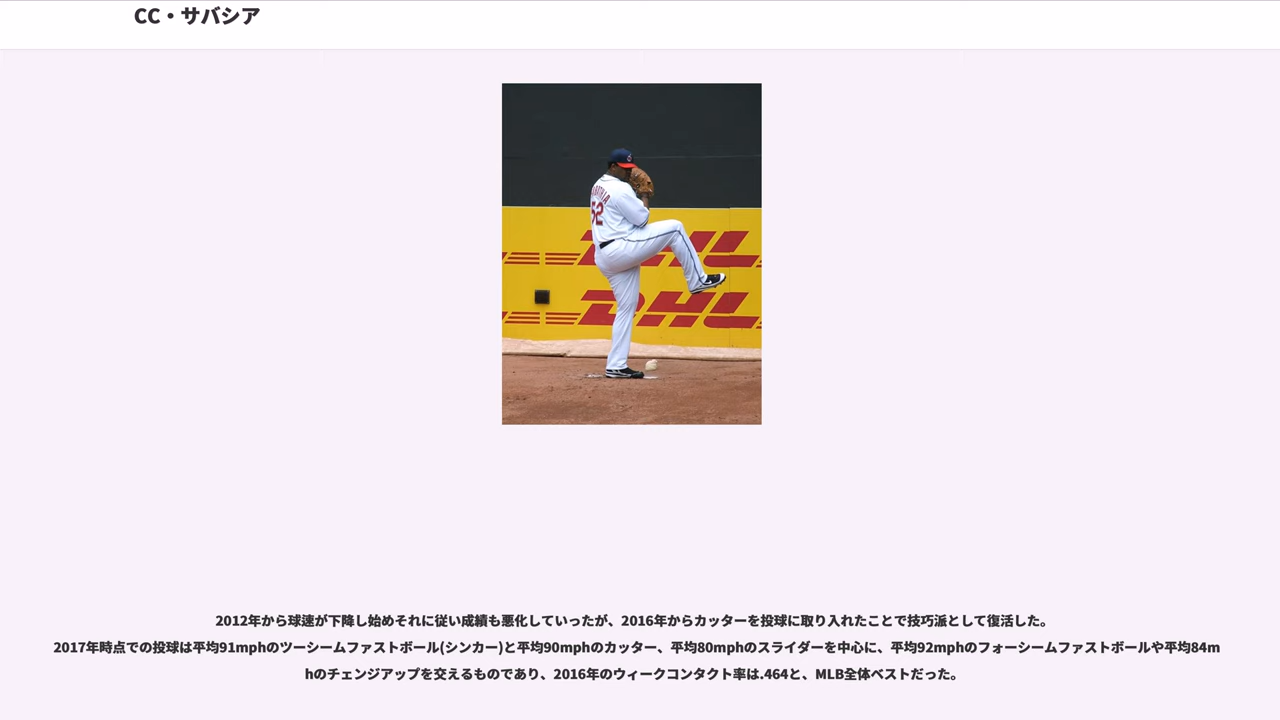 CC・サバシア
SABATHIA
52
DHL
DHL
2012年から球速が下降し始めそれに従い成績も悪化していったが、2016年からカッターを投球に取り入れたことで技巧派として復活した。
2017年時点での投球は平均91mphのツーシームファストボール(シンカー)と平均90mphのカッター、平均80mphのスライダーを中心に、平均92mphのフォーシームファストボールや平均84m
hのチェンジアップを交えるものであり、2016年のウィークコンタクト率は.464と、MLB全体ベストだった。